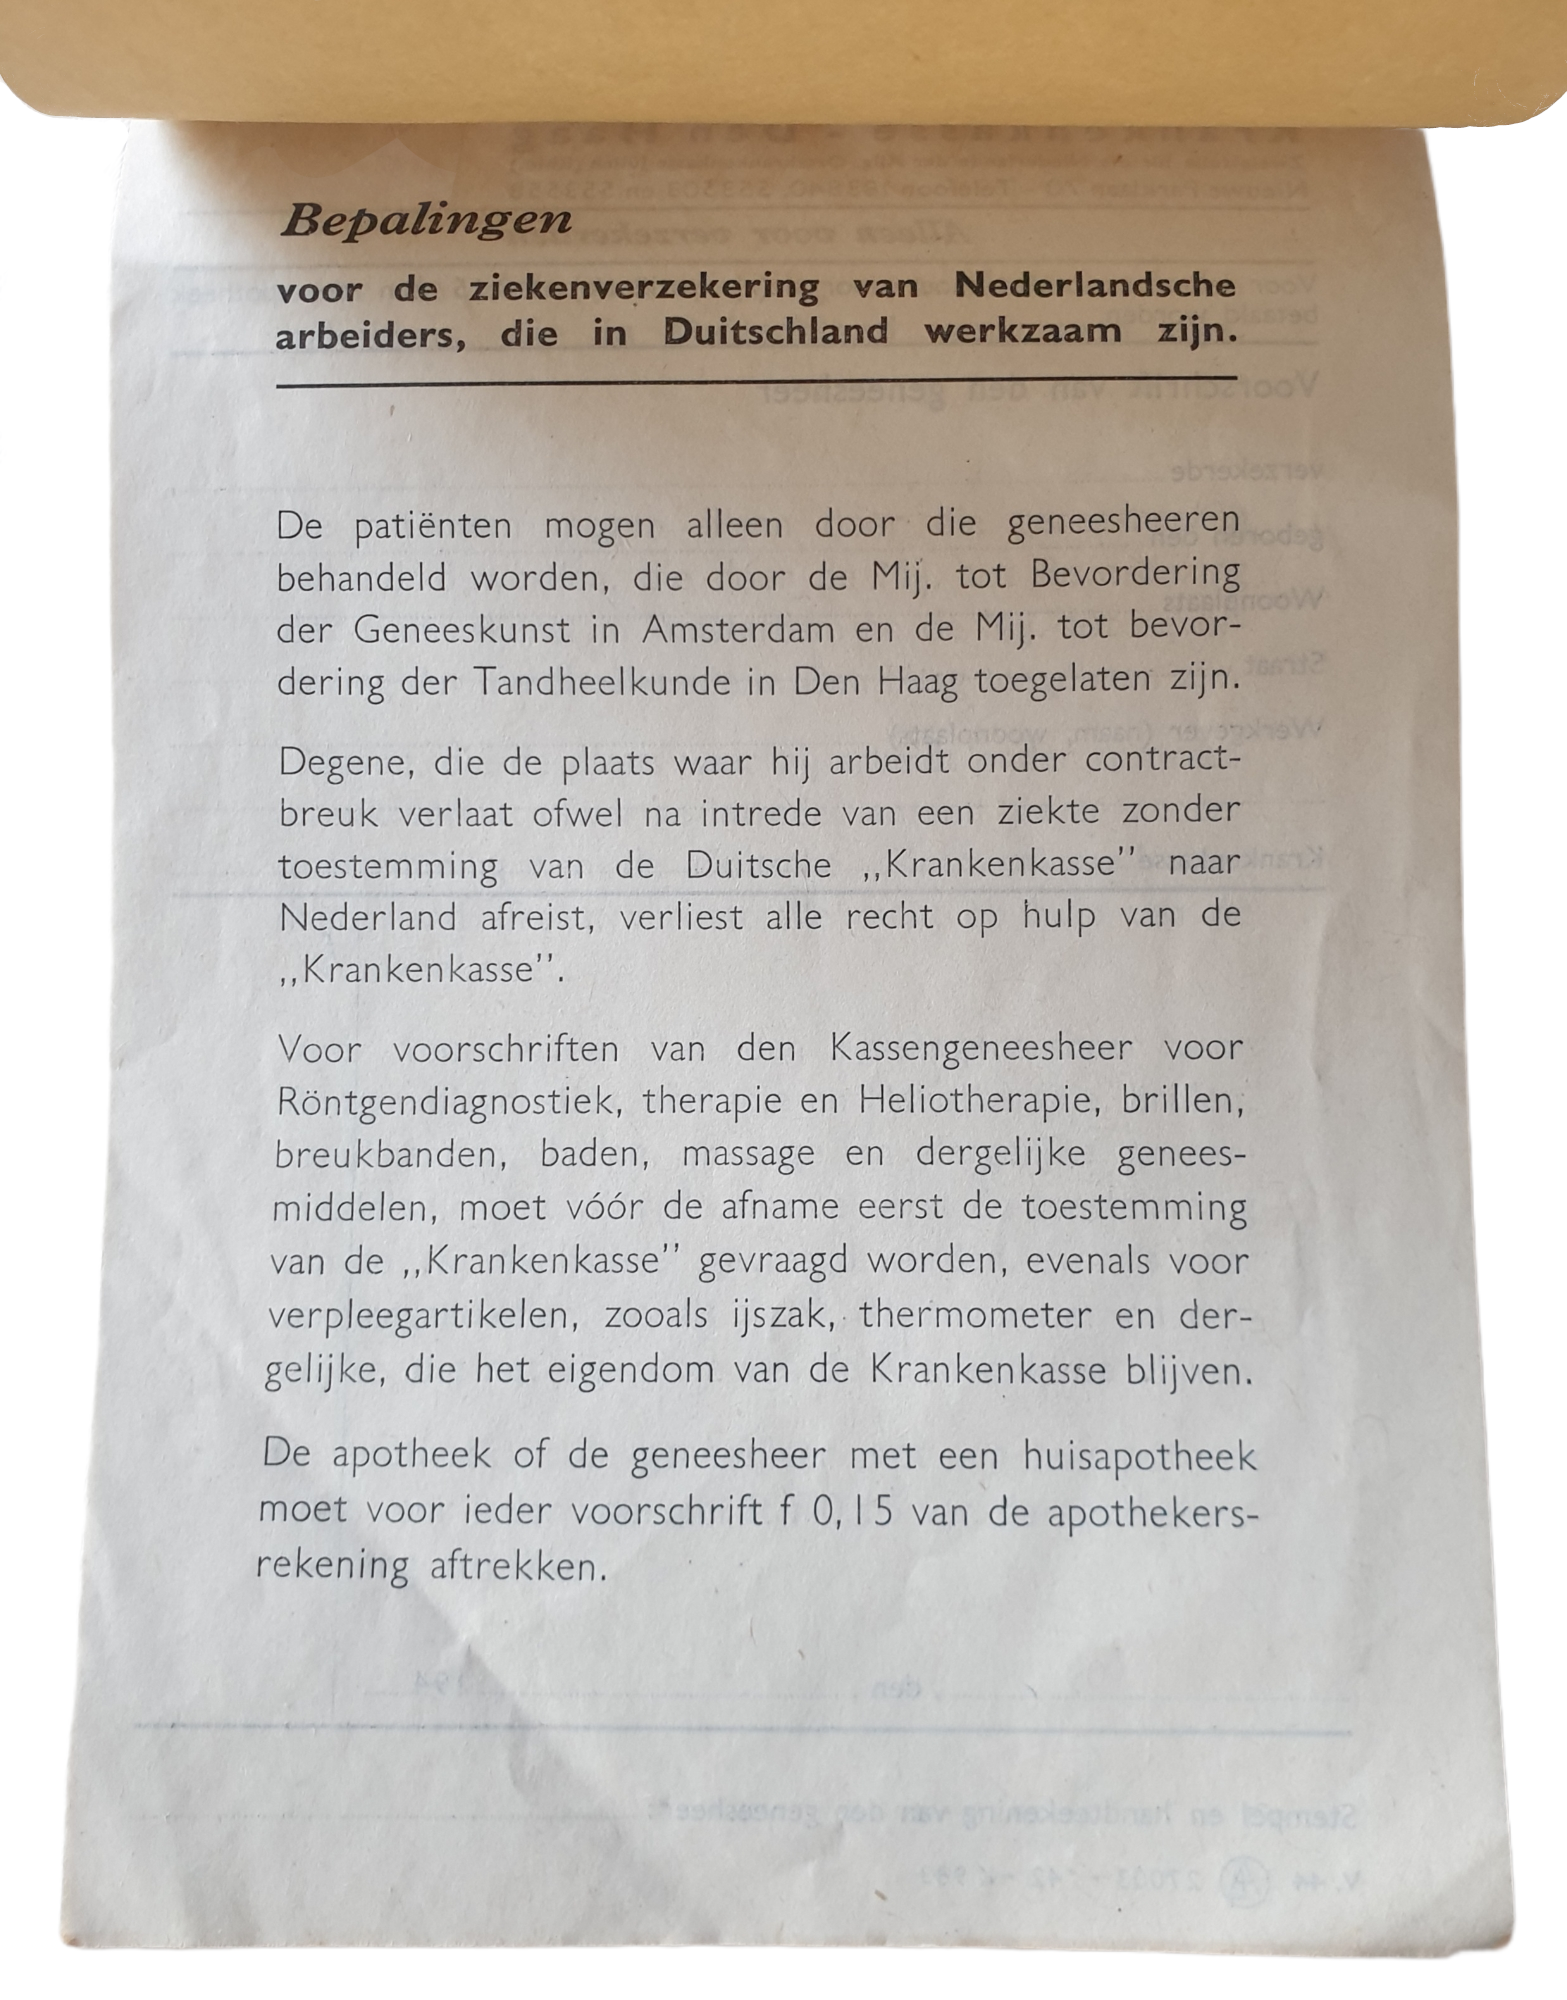 Bepalingen
voor de ziekenverzekering van Nederlandsche
arbeiders, die in Duitschland werkzaam zijn.
De patiënten mogen alleen door die geneesheeren
behandeld worden, die door de Mij. tot Bevordering
der Geneeskunst in Amsterdam en de Mij. tot bevor-
dering der Tandheelkunde in Den Haag toegelaten zijn.
Degene, die de plaats waar hij arbeidt onder contract-
breuk verlaat ofwel na intrede van een ziekte zonder
toestemming van de Duitsche ,,Krankenkasse’’ naar
Nederland afreist, verliest alle recht op hulp van de
,,Krankenkasse’’.
Voor voorschriften van den Kassengeneesheer voor
Röntgendiagnostiek, therapie en Heliotherapie, brillen,
breukbanden, baden, massage en dergelijke genees-
middelen, moet vóór de afname eerst de toestemming
van de ,,Krankenkasse’’ gevraagd worden, evenals voor
verpleegartikelen, zooals ijszak, thermometer en der-
gelijke, die het eigendom van de Krankenkasse blijven.
De apotheek of de geneesheer met een huisapotheek
moet voor ieder voorschrift f 0,15 van de apothekers-
rekening aftrekken.